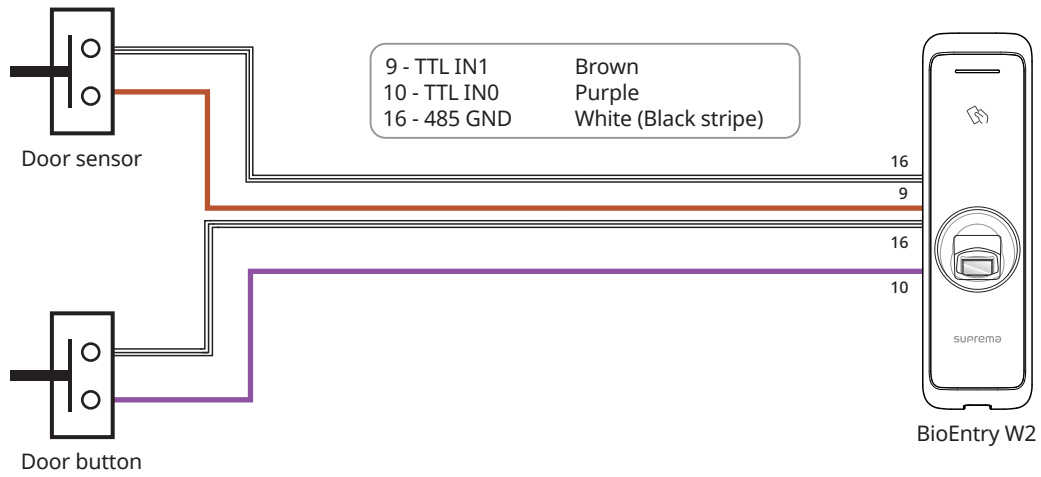 9 - TTL IN1 Brown
10 - TTL IN0 Purple
16 - 485 GND White (Black stripe)
Door sensor
16
9
16
10
suprema
BioEntry W2
Door button